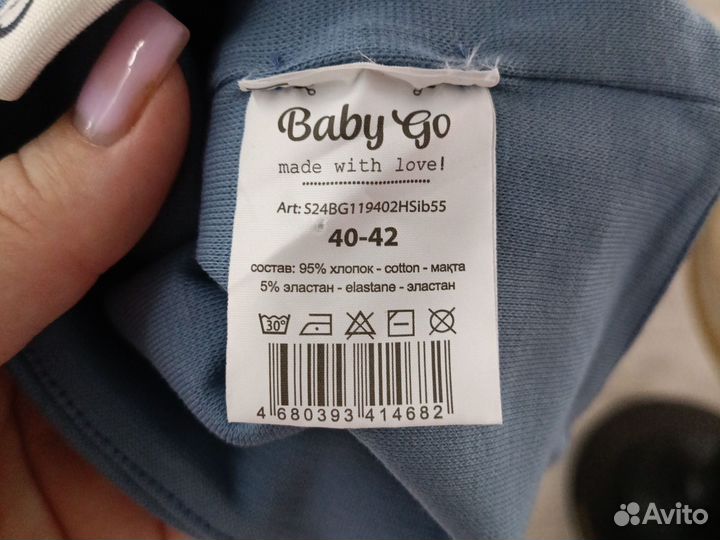 Baby Go
made with love!
Art: S24BG119402HSib55
40-42
состав: 95% хлопок - cotton - мақта
5% эластан - elastane - эластан
30°
4 680393 414682
Avito